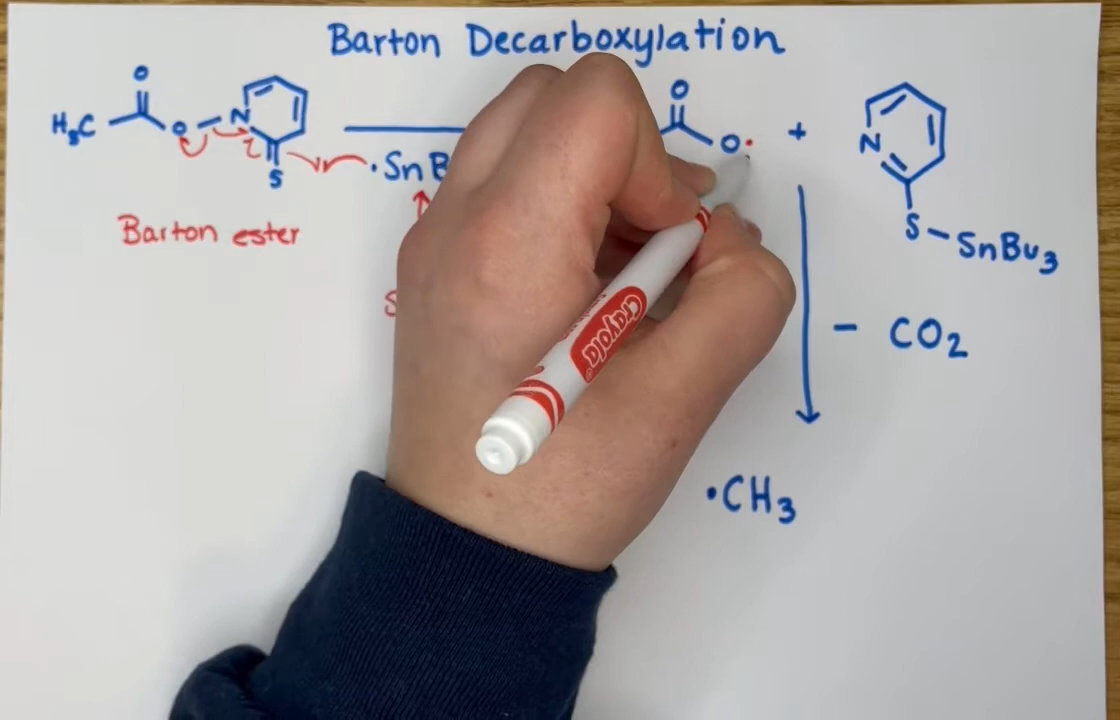 Barton Decarboxylation
O
H3C
O
N
S
·SnB
O
O·
+
N
S-SnBu3
Barton ester
S
- CO2
·CH3
Crayola